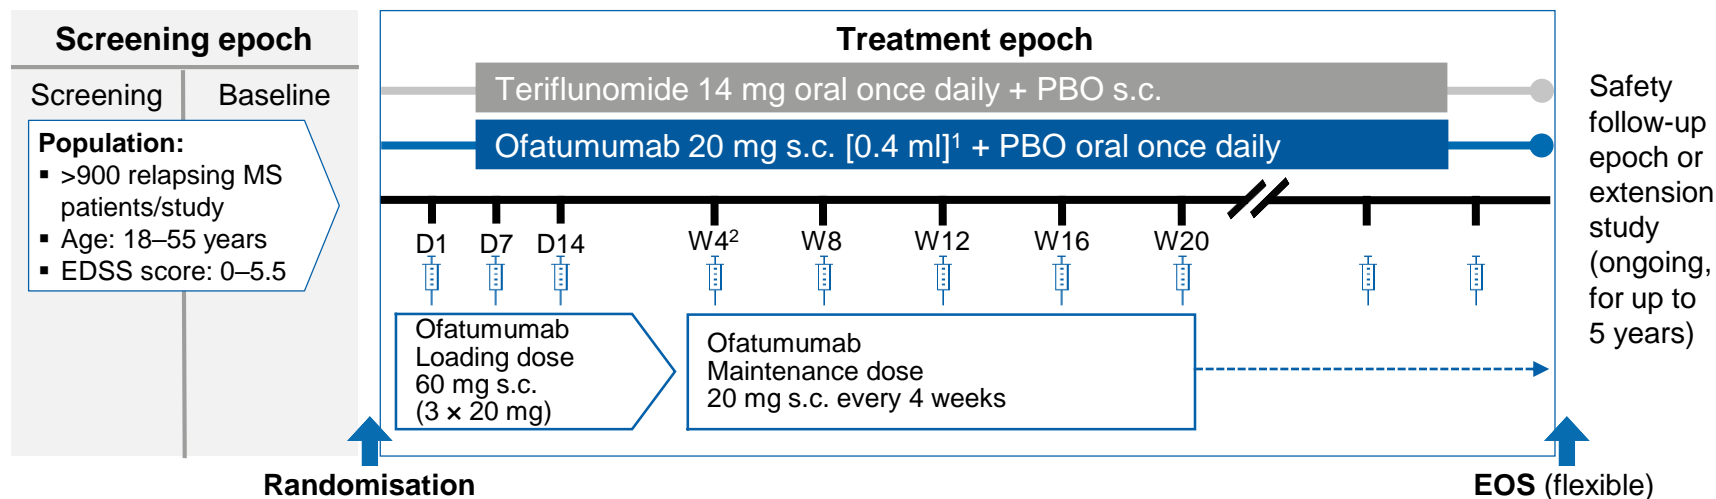 Screening epoch
Screening
Baseline
Population:
▪ >900 relapsing MS
patients/study
▪ Age: 18–55 years
▪ EDSS score: 0–5.5
Randomisation
Treatment epoch
Teriflunomide 14 mg oral once daily + PBO s.c.
Ofatumumab 20 mg s.c. [0.4 ml]¹ + PBO oral once daily
D1 D7 D14 W4² W8 W12 W16 W20
Ofatumumab
Loading dose
60 mg s.c.
(3 × 20 mg)
Ofatumumab
Maintenance dose
20 mg s.c. every 4 weeks
Safety
follow-up
epoch or
extension
study
(ongoing,
for up to
5 years)
EOS (flexible)